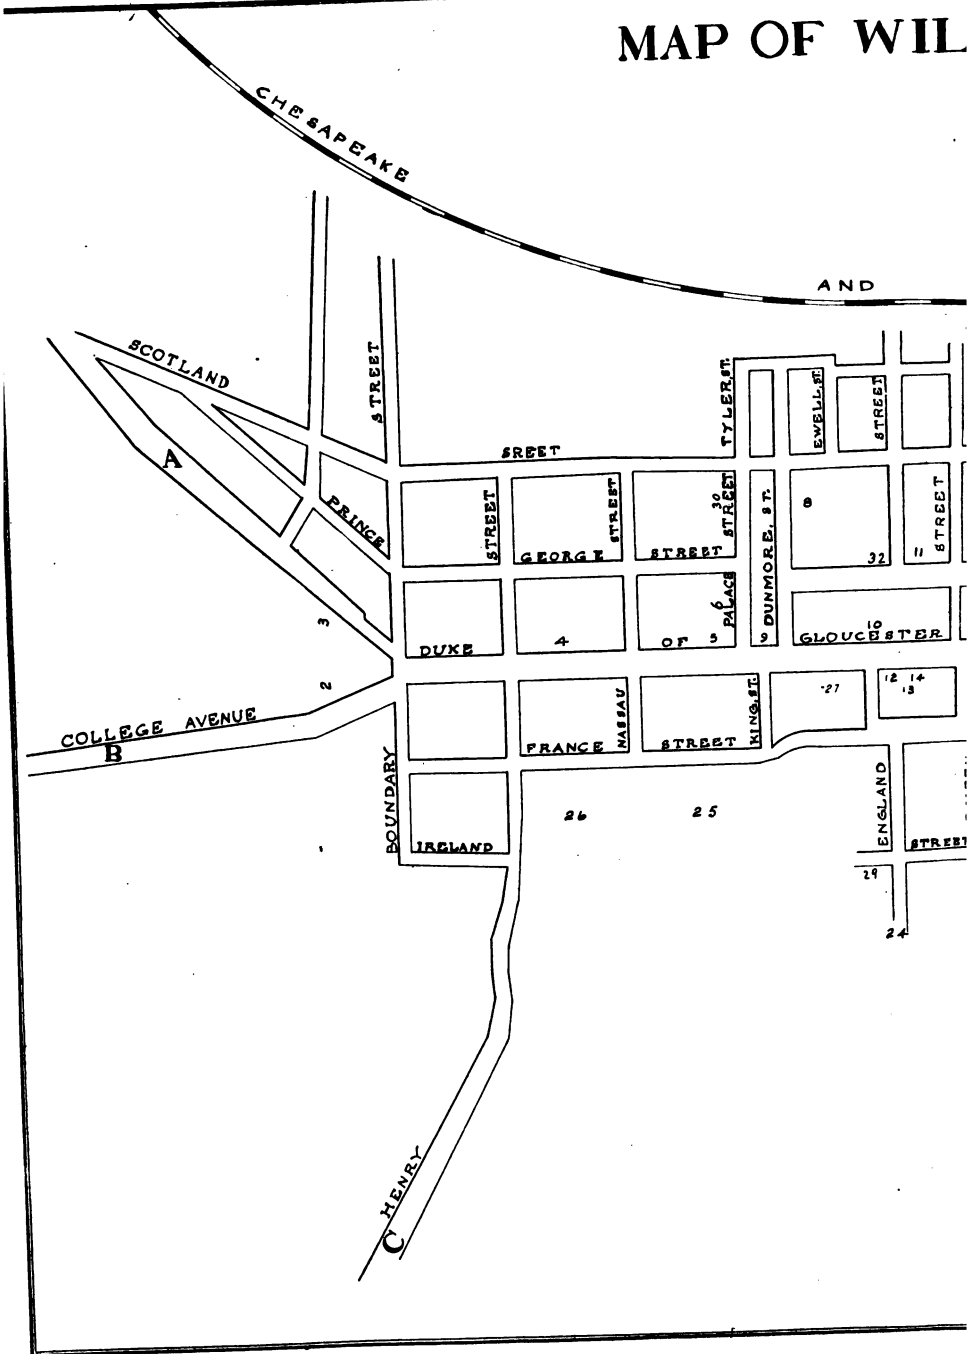 MAP OF WIL
CHESAPEAKE
AND
SCOTLAND
STREET
SREET
TYLER, ST.
EWELL, ST.
STREET
A
PRINCE
STREET
GEORGE
STREET
STREET
30
STREET
DUNMORE, ST.
8
32
11
STREET
3
2
DUKE
4
OF
5
6
PALACE
9
10
GLOUCESTER
COLLEGE AVENUE
B
FRANCE
NASSAU
STREET
KING, ST.
27
12 14
13
BOUNDARY
IRELAND
26
25
ENGLAND
STREET
29
24
HENRY
C